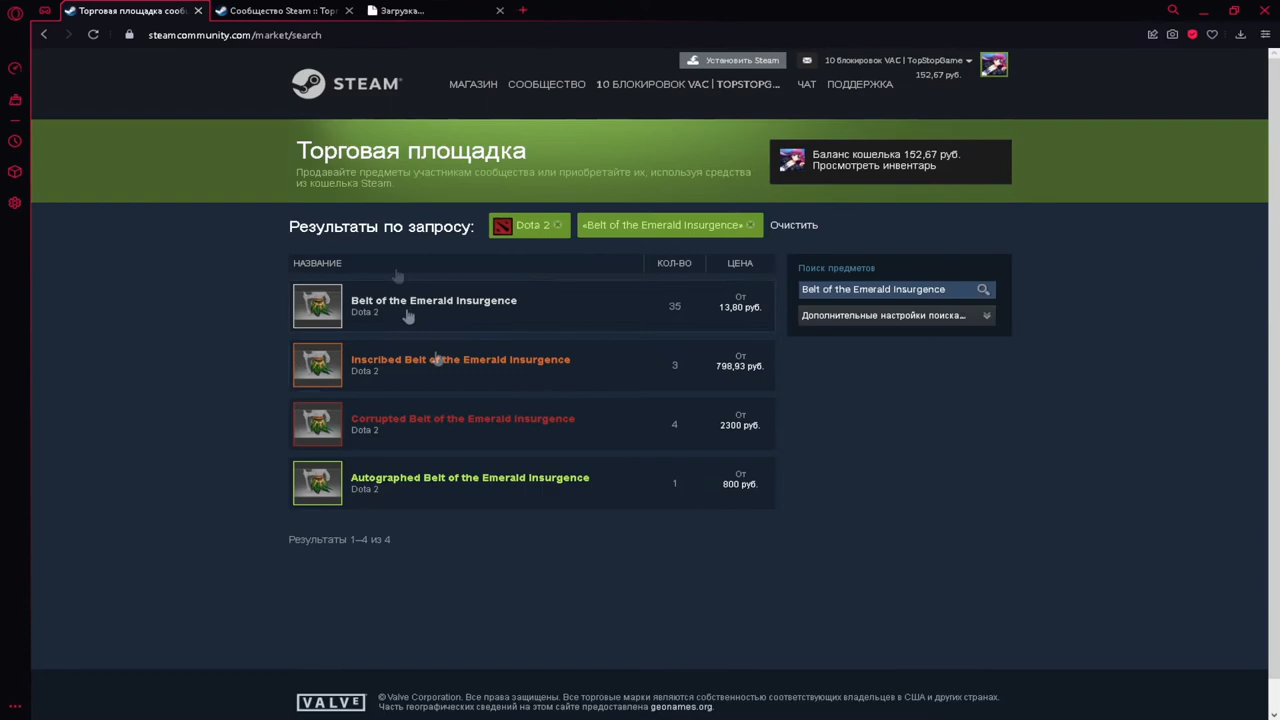 Торговая площадка сооб
Сообщество Steam :: Тор
Загрузка...
steamcommunity.com/market/search
Установить Steam
10 блокировок VAC | TopStopGame
152,67 руб.
STEAM
МАГАЗИН СООБЩЕСТВО 10 БЛОКИРОВОК VAC | TOPSTOPG... ЧАТ ПОДДЕРЖКА
Торговая площадка
Продавайте предметы участникам сообщества или приобретайте их, используя средства
из кошелька Steam.
Баланс кошелька 152,67 руб.
Просмотреть инвентарь
Результаты по запросу: Dota 2 «Belt of the Emerald Insurgence» Очистить
НАЗВАНИЕ КОЛ-ВО ЦЕНА
Belt of the Emerald Insurgence
Dota 2
35
От
13,80 руб.
Inscribed Belt of the Emerald Insurgence
Dota 2
3
От
798,93 руб.
Corrupted Belt of the Emerald Insurgence
Dota 2
4
От
2300 руб.
Autographed Belt of the Emerald Insurgence
Dota 2
1
От
800 руб.
Результаты 1–4 из 4
Поиск предметов
Belt of the Emerald Insurgence
Дополнительные настройки поиска...
VALVE
© Valve Corporation. Все права защищены. Все торговые марки являются собственностью соответствующих владельцев в США и других странах.
Часть географических сведений на этом сайте предоставлена geonames.org.